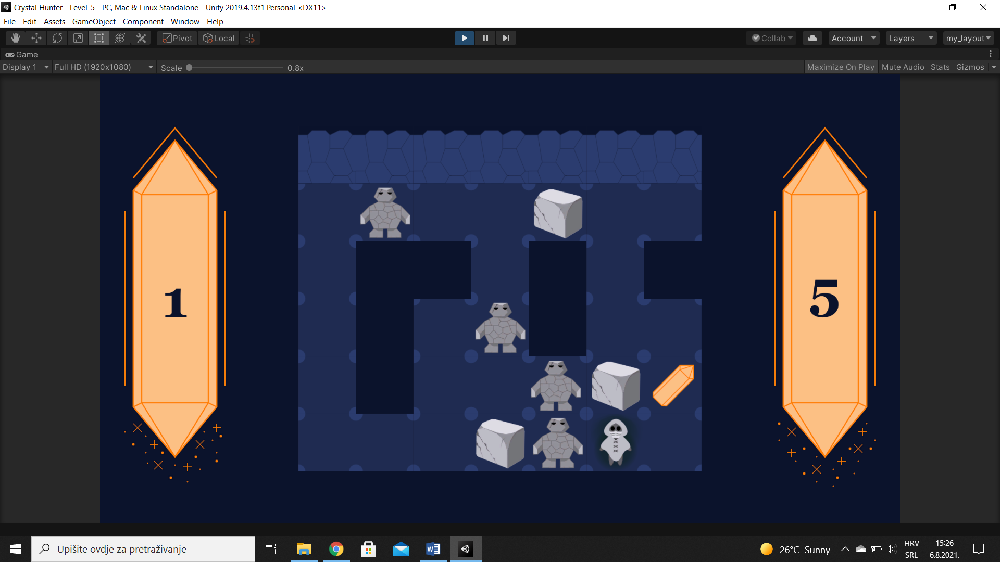 Crystal Hunter - Level_5 - PC, Mac & Linux Standalone - Unity 2019.4.13f1 Personal <DX11>
File Edit Assets GameObject Component Window Help
Pivot Local Collab Account Layers my_layout
Game
Display 1 Full HD (1920x1080) Scale 0.8x Maximize On Play Mute Audio Stats Gizmos
1
5
Upišite ovdje za pretraživanje
26°C Sunny
HRV
SRL
15:26
6.8.2021.